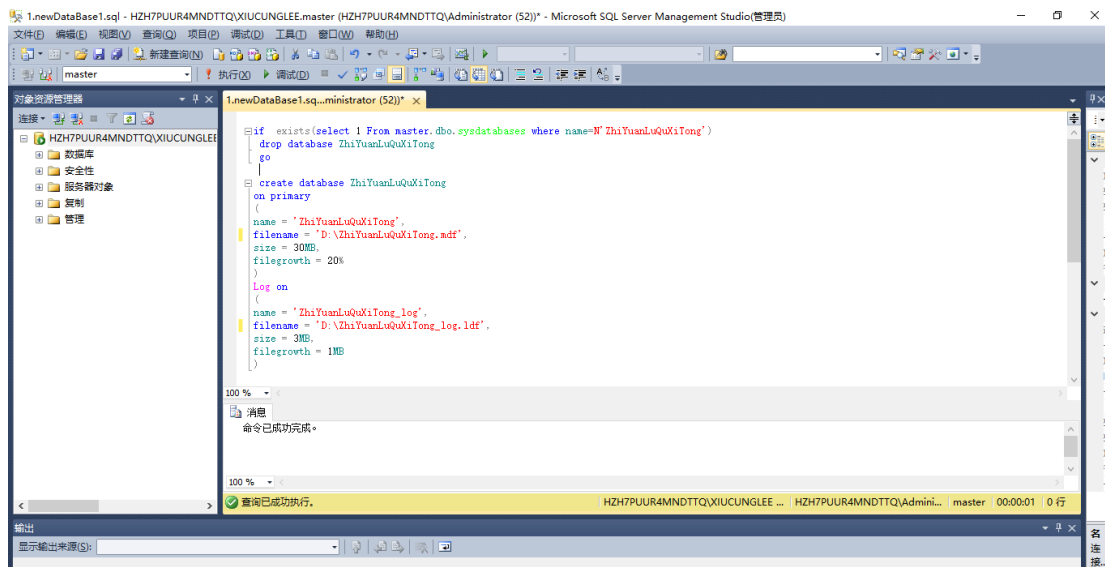 1.newDataBase1.sql - HZH7PUUR4MNDTTQ\XIUCUNGLEE.master (HZH7PUUR4MNDTTQ\Administrator (52))* - Microsoft SQL Server Management Studio(管理员)
文件(F) 编辑(E) 视图(V) 查询(Q) 项目(P) 调试(D) 工具(T) 窗口(W) 帮助(H)
新建查询(N)
master 执行(X) 调试(D)
对象资源管理器
连接
HZH7PUUR4MNDTTQ\XIUCUNGLEE
数据库
安全性
服务器对象
复制
管理
1.newDataBase1.sq...ministrator (52))*
if exists(select 1 From master.dbo.sysdatabases where name=N'ZhiYuanLuQuXiTong')
drop database ZhiYuanLuQuXiTong
go
create database ZhiYuanLuQuXiTong
on primary
(
name = 'ZhiYuanLuQuXiTong',
filename = 'D:\ZhiYuanLuQuXiTong.mdf',
size = 30MB,
filegrowth = 20%
)
Log on
(
name = 'ZhiYuanLuQuXiTong_log',
filename = 'D:\ZhiYuanLuQuXiTong_log.ldf',
size = 3MB,
filegrowth = 1MB
)
100 %
消息
命令已成功完成。
100 %
查询已成功执行。 HZH7PUUR4MNDTTQ\XIUCUNGLEE ... HZH7PUUR4MNDTTQ\Admini... master 00:00:01 0 行
输出
显示输出来源(S):
名
连
接...